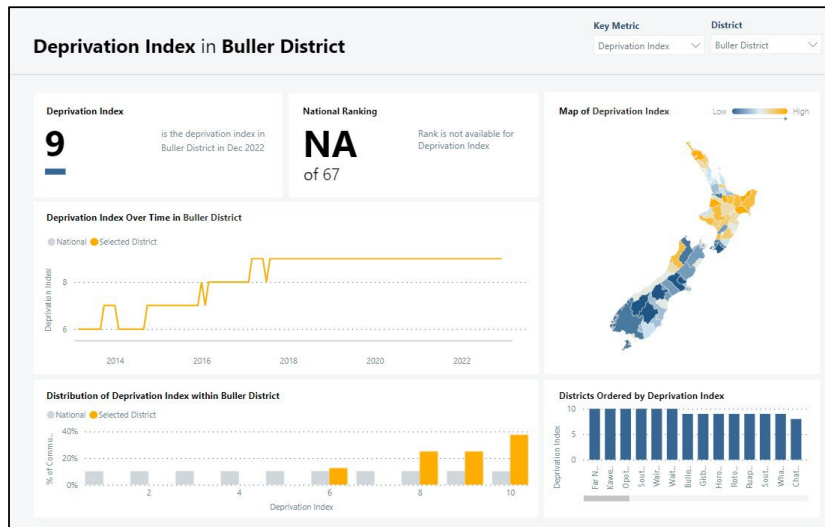 Key Metric
District
Deprivation Index in Buller District
Deprivation Index
Buller District
Deprivation Index
9
is the deprivation index in
Buller District in Dec 2022
National Ranking
NA
of 67
Rank is not available for
Deprivation Index
Map of Deprivation Index
Low
High
Deprivation Index Over Time in Buller District
National
Selected District
Deprivation Index
8
6
2014
2016
2018
2020
2022
Distribution of Deprivation Index within Buller District
National
Selected District
% of Commu...
40%
20%
0%
2
4
6
8
10
Deprivation Index
Districts Ordered by Deprivation Index
Deprivation Index
10
5
0
Far N...
Kawe...
Opot...
Sout...
Wair...
Wait...
Bulle...
Gisb...
Horo...
Roto...
Ruap...
Sout...
Wha...
Chat...